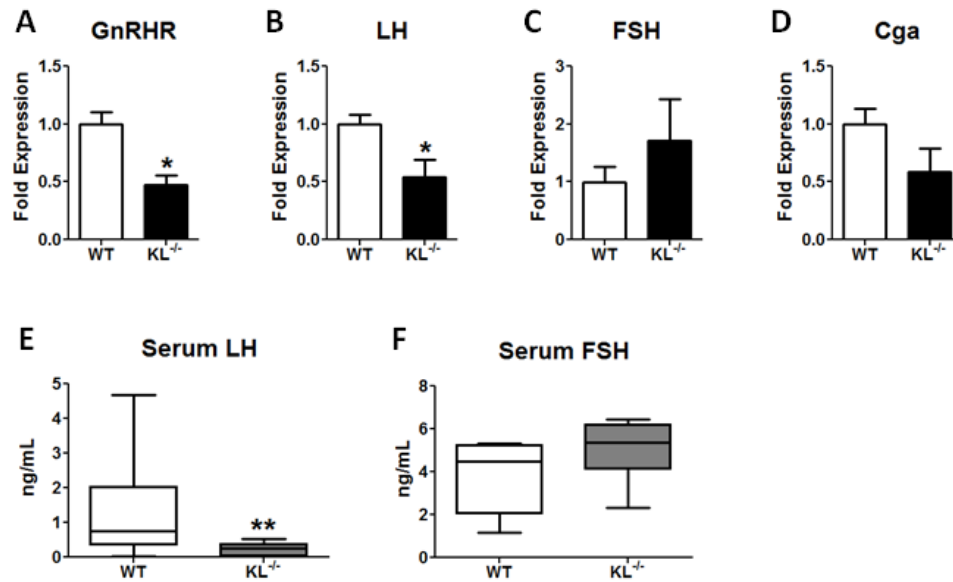 A
GnRHR
Fold Expression
1.5
1.0
0.5
0.0
*
WT
KL-/-
B
LH
Fold Expression
1.5
1.0
0.5
0.0
*
WT
KL-/-
C
FSH
Fold Expression
3
2
1
0
WT
KL-/-
D
Cga
Fold Expression
1.5
1.0
0.5
0.0
WT
KL-/-
E
Serum LH
ng/mL
5
4
3
2
1
0
**
WT
KL-/-
F
Serum FSH
ng/mL
8
6
4
2
0
WT
KL-/-